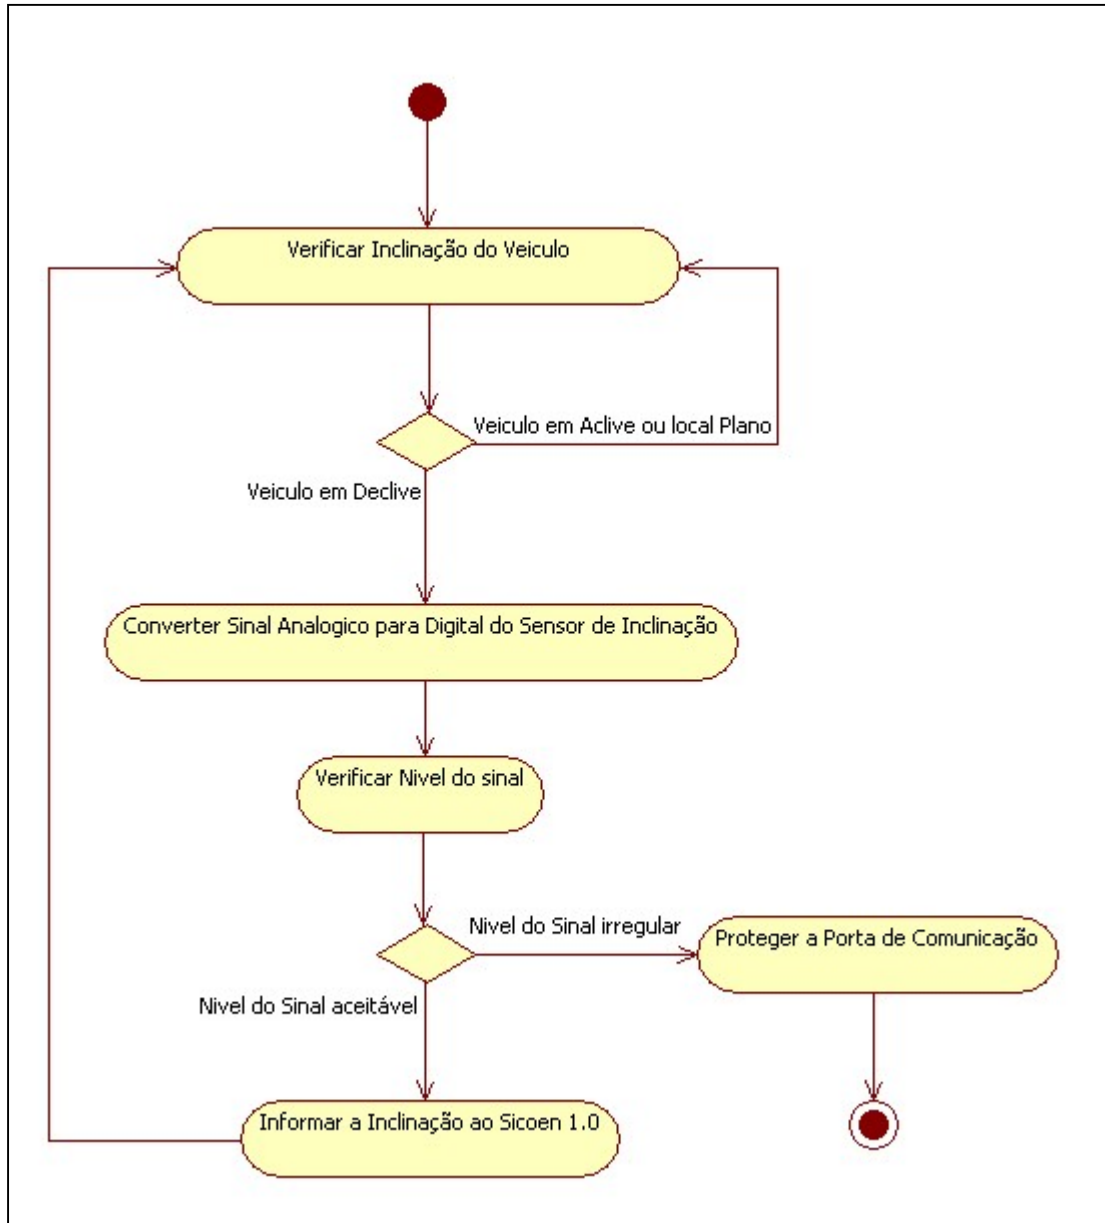 Verificar Inclinação do Veiculo
Veiculo em Aclive ou local Plano
Veiculo em Declive
Converter Sinal Analogico para Digital do Sensor de Inclinação
Verificar Nivel do sinal
Nivel do Sinal irregular
Proteger a Porta de Comunicação
Nivel do Sinal aceitável
Informar a Inclinação ao Sicoen 1.0